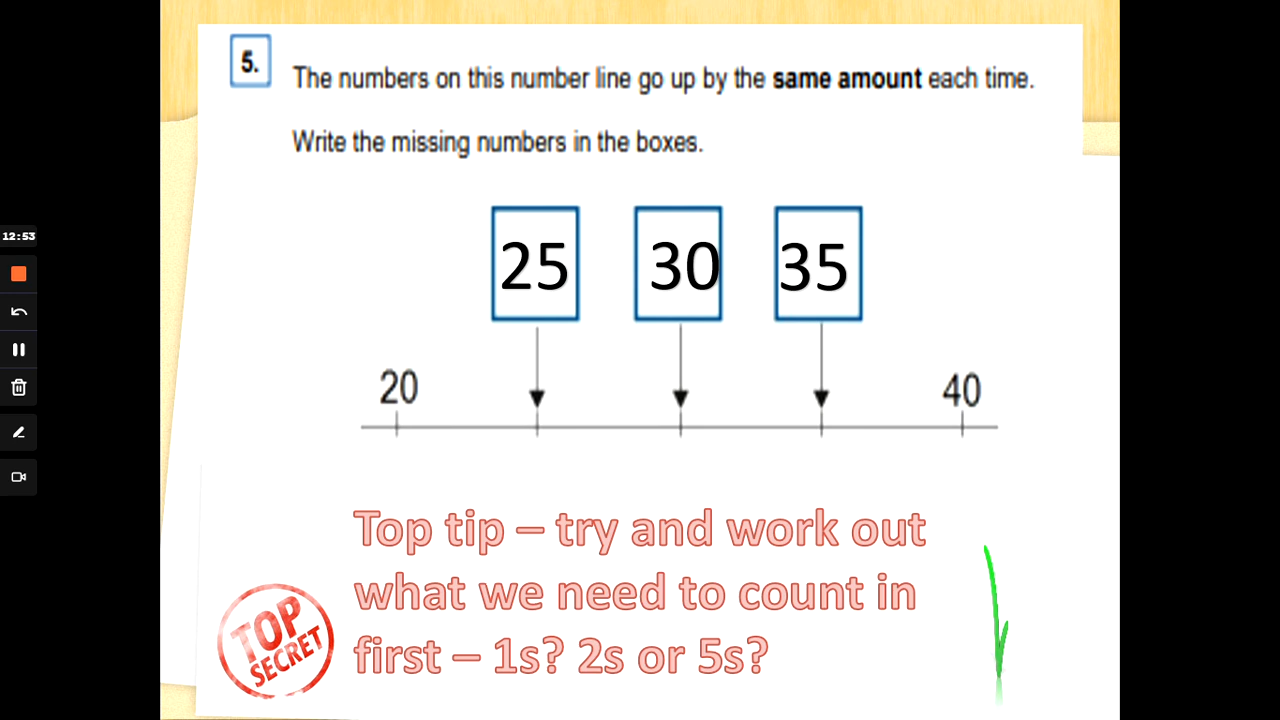 5.
The numbers on this number line go up by the same amount each time.
Write the missing numbers in the boxes.
25 30 35
12:53
20 40
Top tip – try and work out
what we need to count in
first – 1s? 2s or 5s?
TOP
SECRET